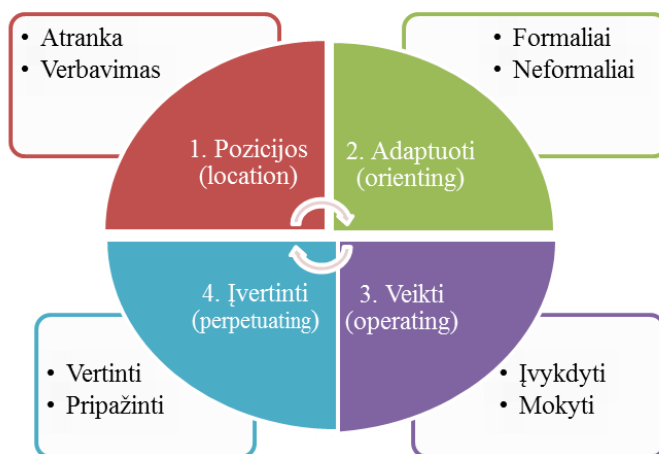 • Atranka
• Verbavimas
• Formaliai
• Neformaliai
1. Pozicijos
(location)
2. Adaptuoti
(orienting)
4. Įvertinti
(perpetuating)
3. Veikti
(operating)
• Vertinti
• Pripažinti
• Įvykdyti
• Mokyti